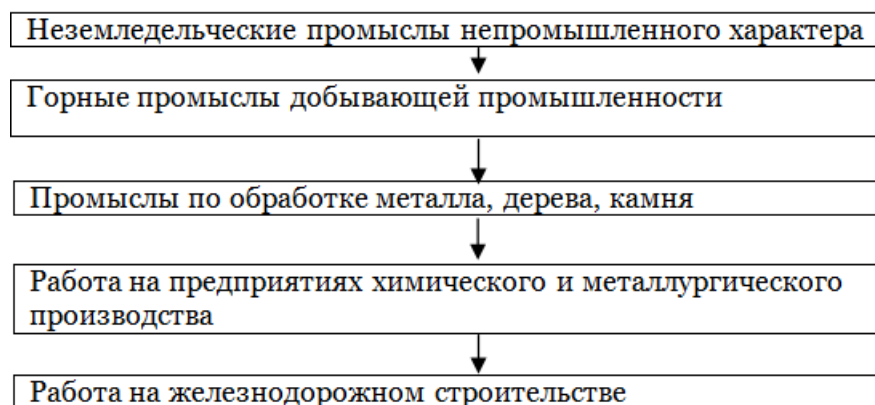 Неземледельческие промыслы непромышленного характера
Горные промыслы добывающей промышленности
Промыслы по обработке металла, дерева, камня
Работа на предприятиях химического и металлургического
производства
Работа на железнодорожном строительстве